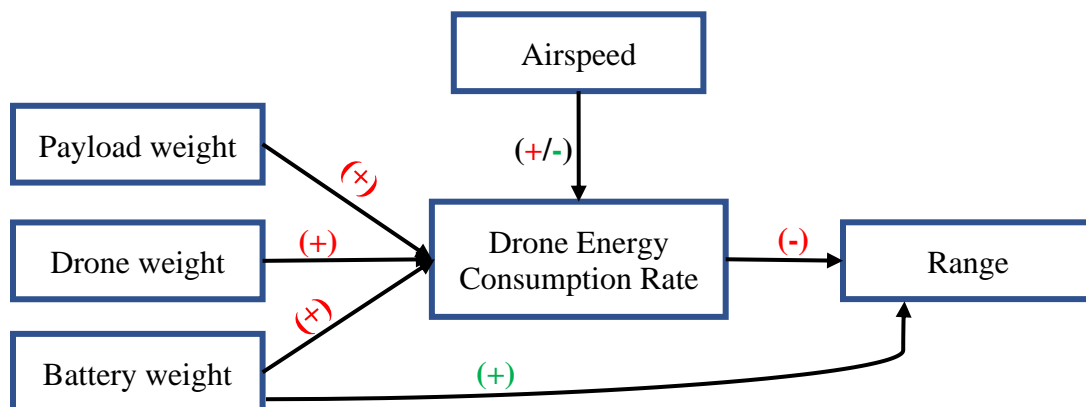 Airspeed
Payload weight
(+/-)
(+)
Drone weight
(+)
Drone Energy
Consumption Rate
(-)
Range
(+)
Battery weight
(+)